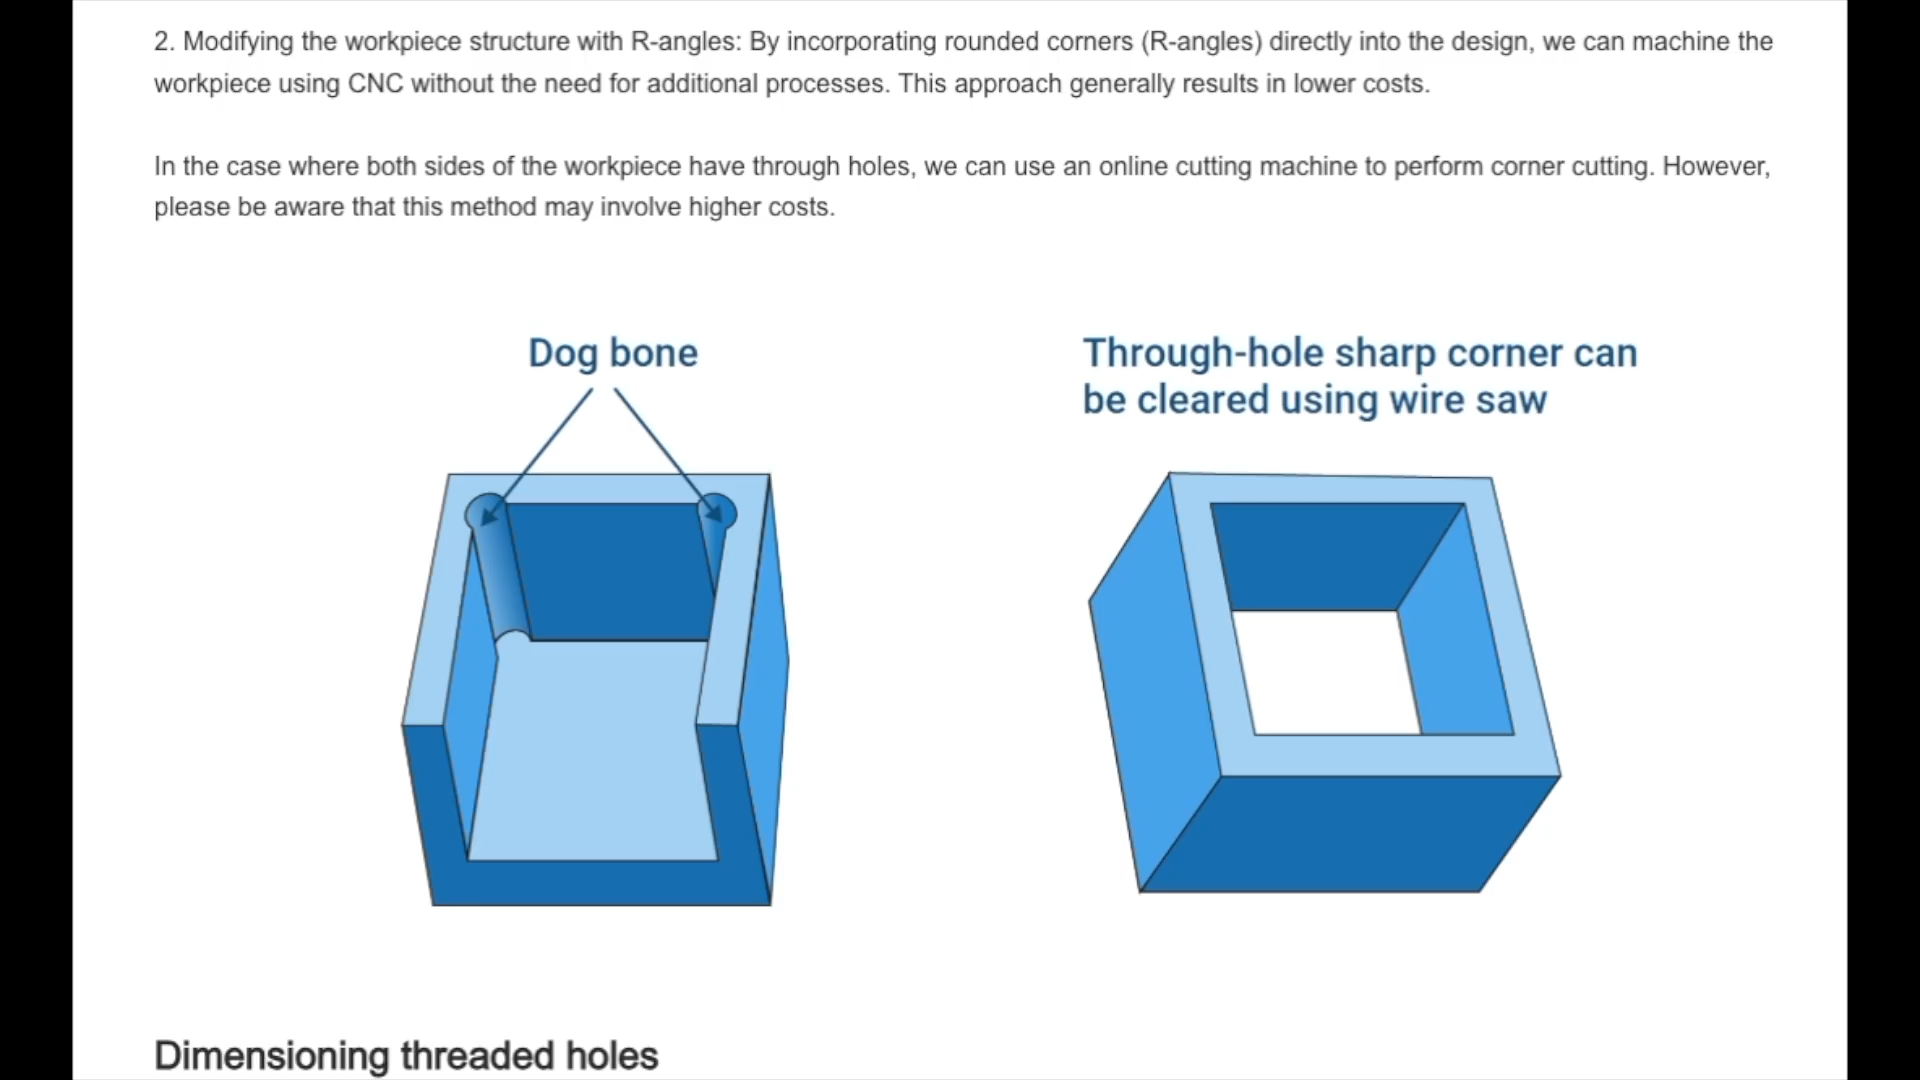 2. Modifying the workpiece structure with R-angles: By incorporating rounded corners (R-angles) directly into the design, we can machine the
workpiece using CNC without the need for additional processes. This approach generally results in lower costs.
In the case where both sides of the workpiece have through holes, we can use an online cutting machine to perform corner cutting. However,
please be aware that this method may involve higher costs.
Dog bone
Through-hole sharp corner can
be cleared using wire saw
Dimensioning threaded holes